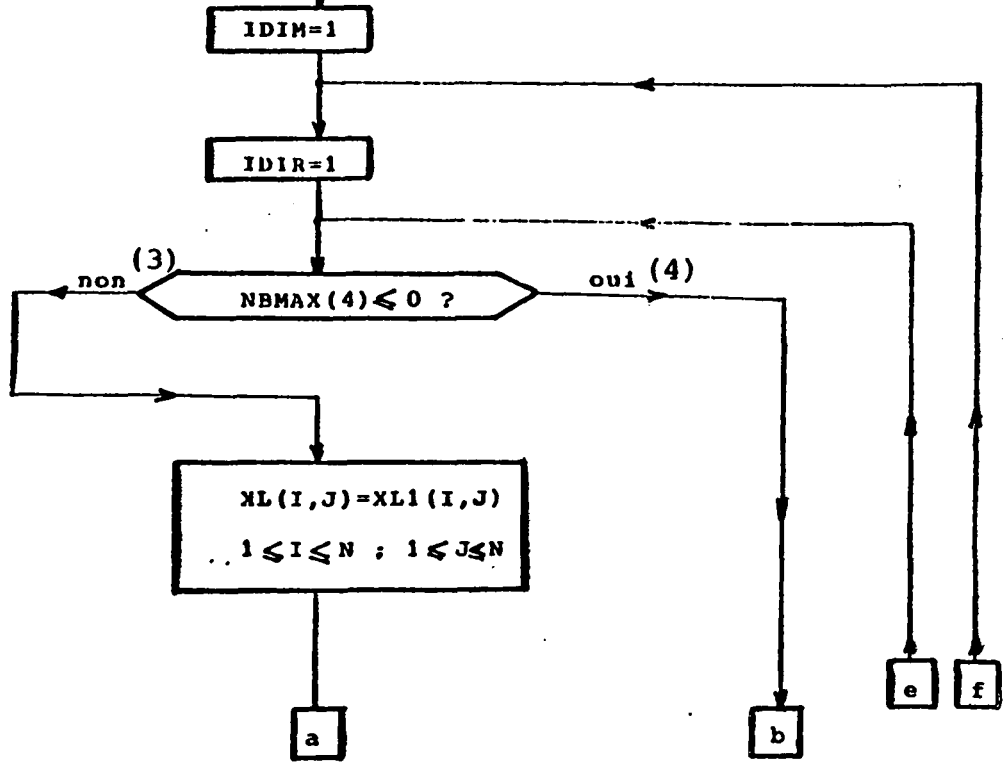 IDIM=1
IDIR=1
non (3)
NBMAX(4)⩽0 ?
oui (4)
XL(I,J)=XL1(I,J)
1⩽I⩽N ; 1⩽J⩽N
e
f
a
b